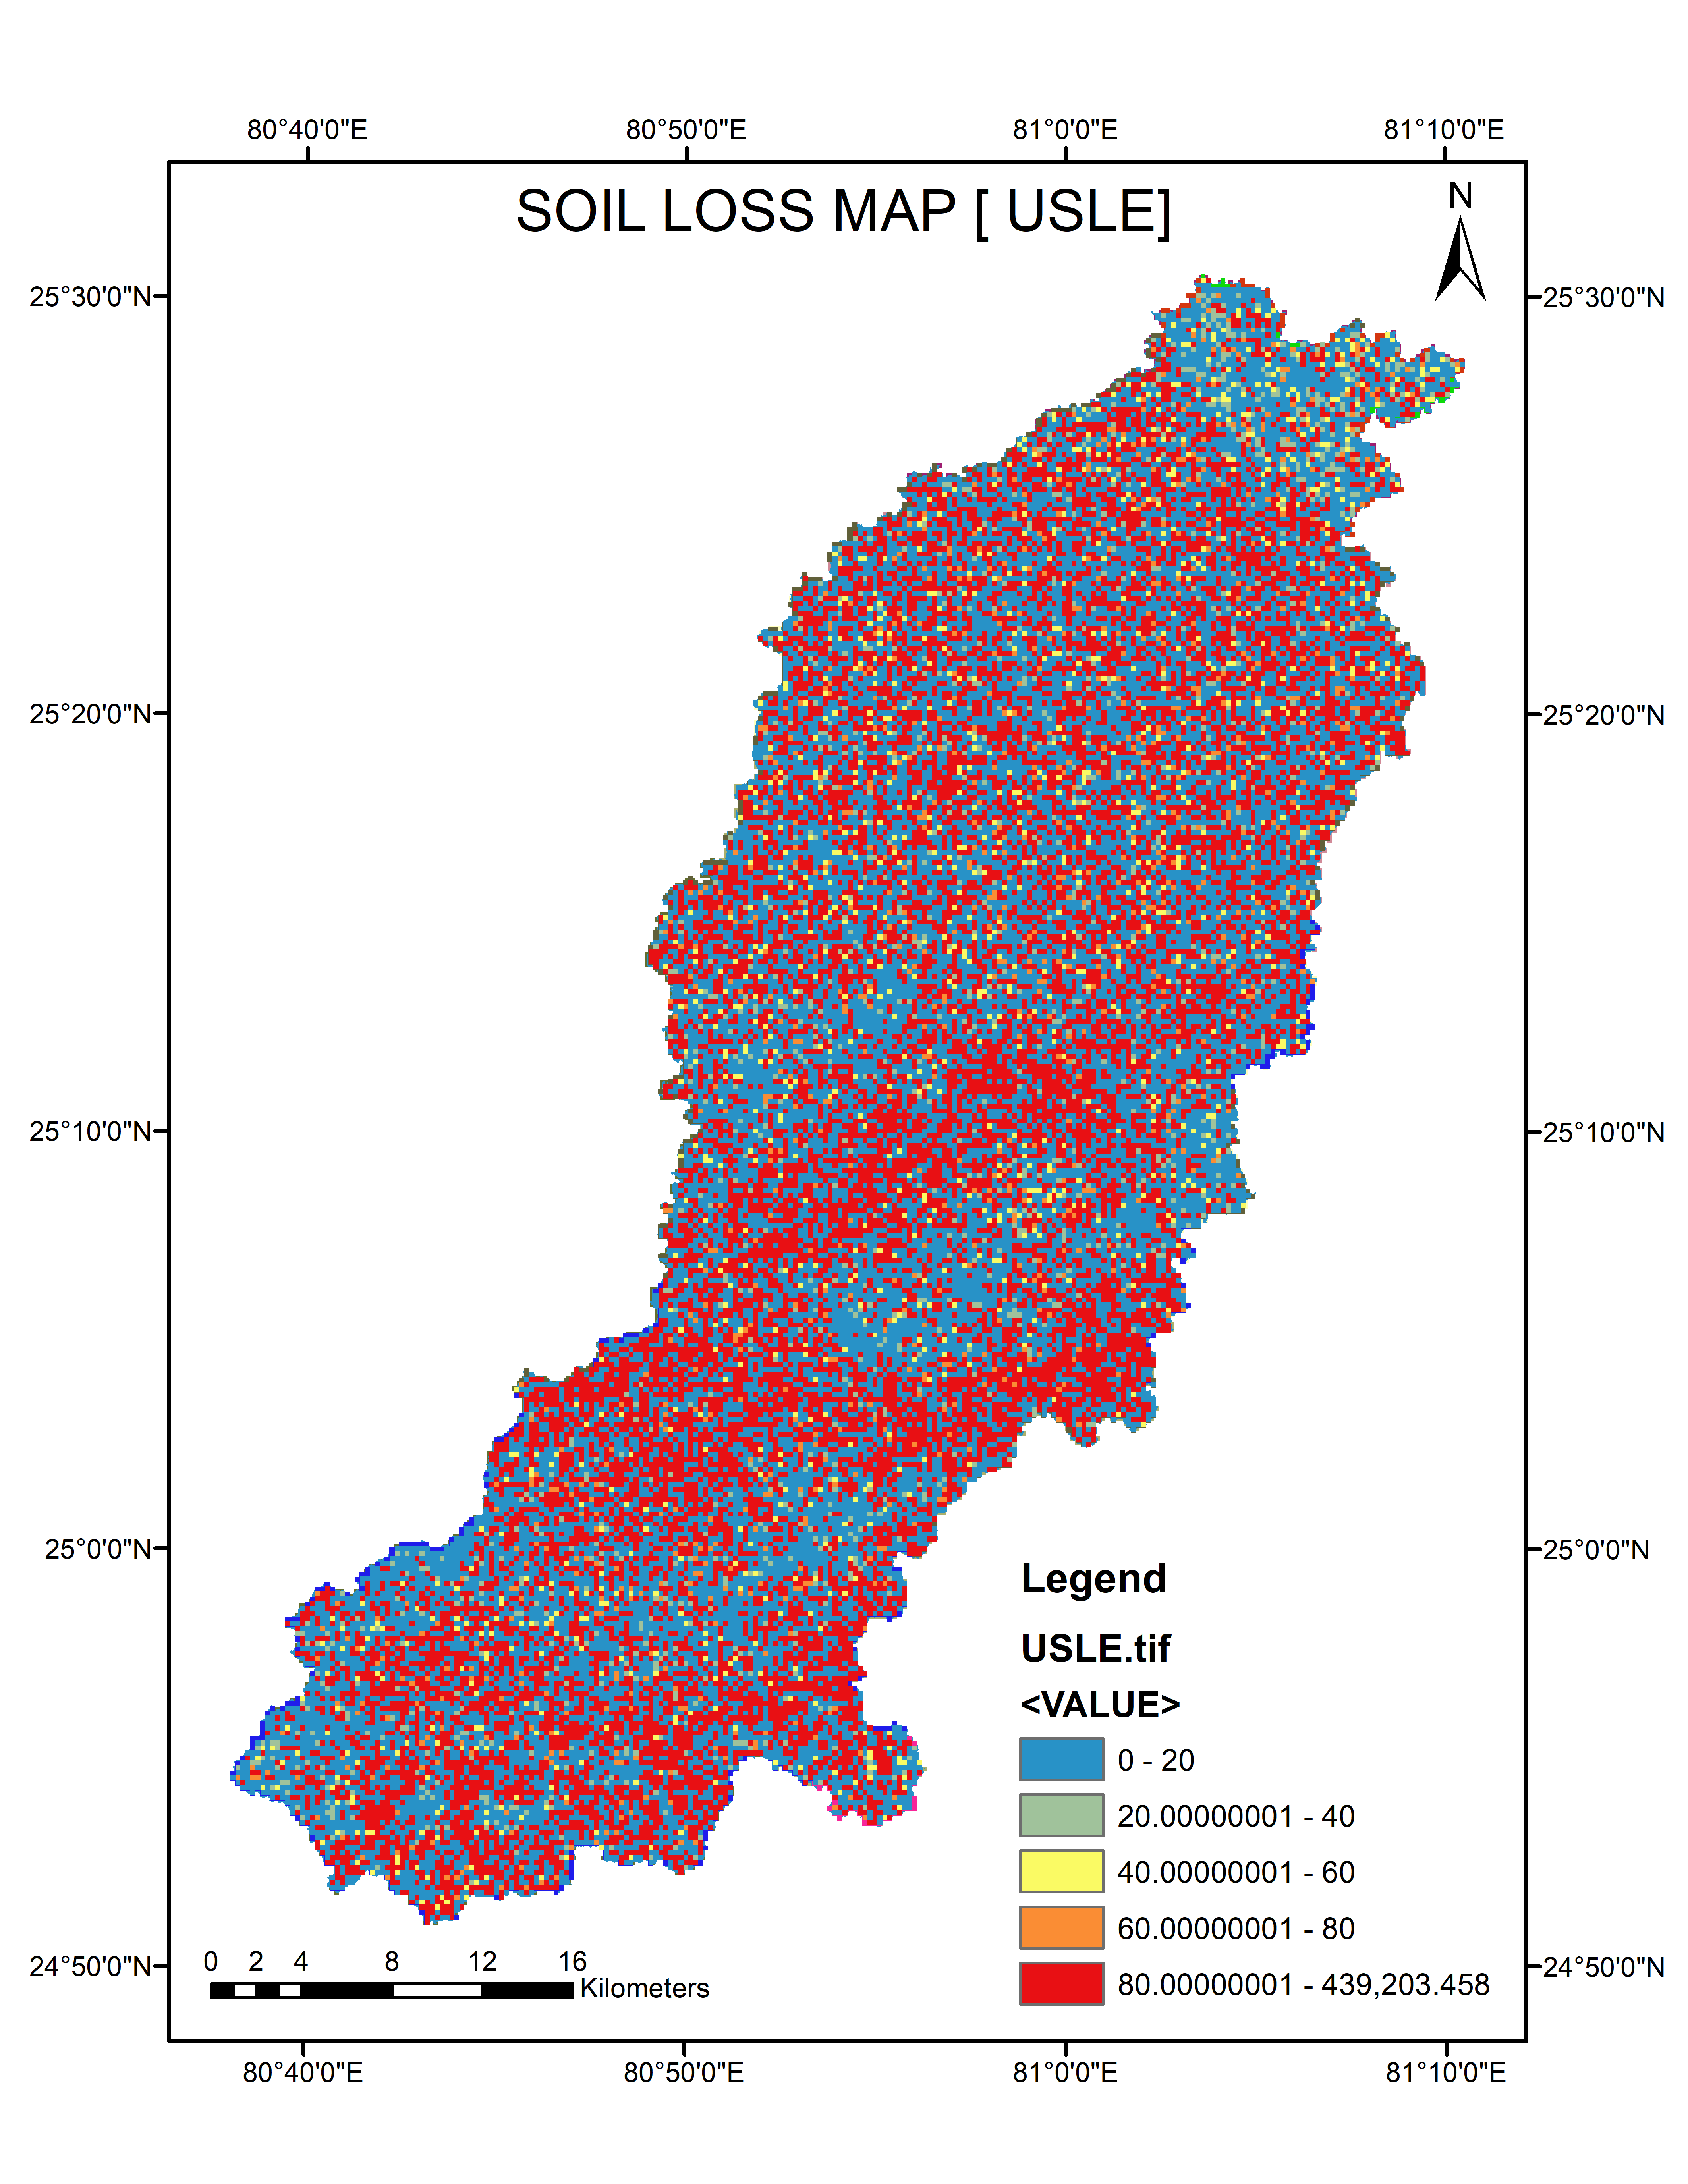 80°40'0"E 80°50'0"E 81°0'0"E 81°10'0"E
SOIL LOSS MAP [ USLE]
N
25°30'0"N 25°30'0"N
25°20'0"N 25°20'0"N
25°10'0"N 25°10'0"N
25°0'0"N 25°0'0"N
Legend
USLE.tif
<VALUE>
0 - 20
20.00000001 - 40
40.00000001 - 60
60.00000001 - 80
80.00000001 - 439,203.458
0 2 4 8 12 16
Kilometers
24°50'0"N 24°50'0"N
80°40'0"E 80°50'0"E 81°0'0"E 81°10'0"E